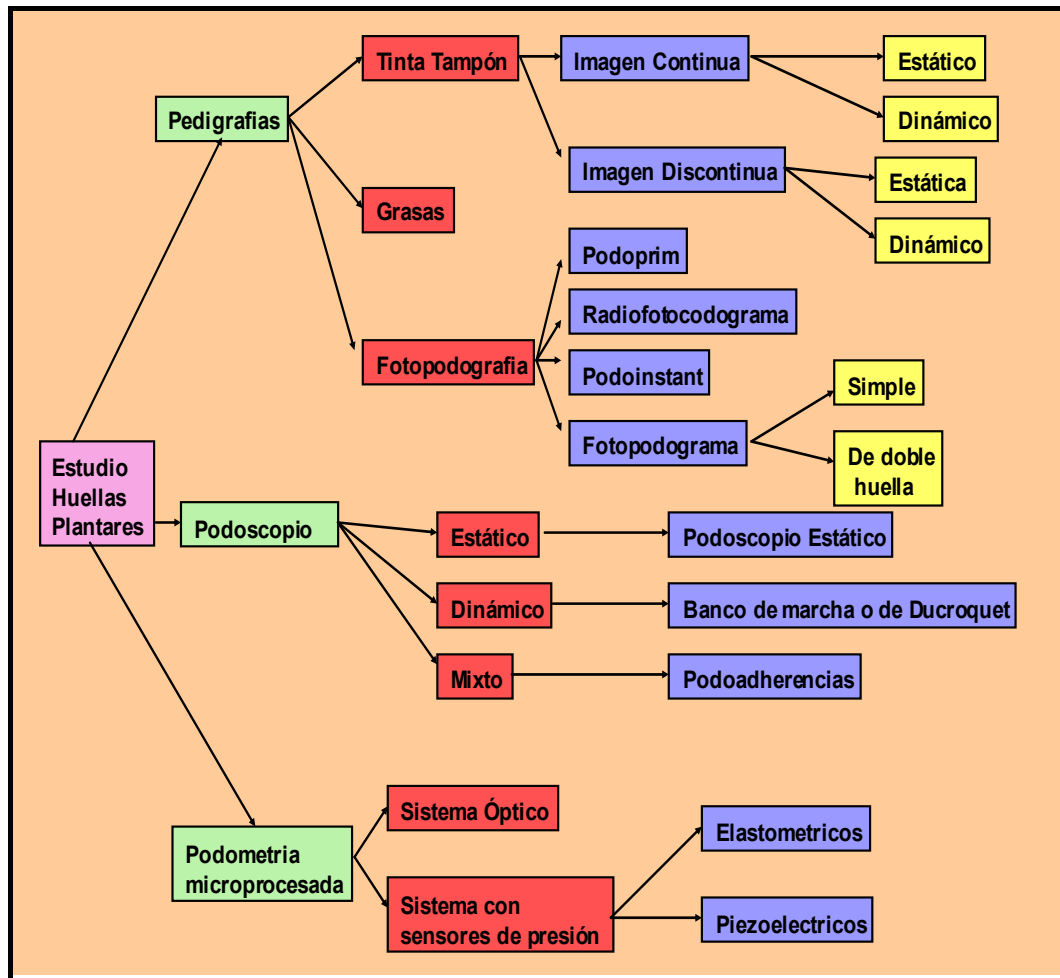 Tinta Tampón
Imagen Continua
Estático
Pedigrafias
Dinámico
Imagen Discontinua
Estática
Grasas
Dinámico
Podoprim
Radiofotocodograma
Fotopodografia
Podoinstant
Simple
Fotopodograma
De doble
huella
Estudio
Huellas
Plantares
Podoscopio
Estático
Podoscopio Estático
Dinámico
Banco de marcha o de Ducroquet
Mixto
Podoadherencias
Sistema Óptico
Elastometricos
Podometria
microprocesada
Sistema con
sensores de presión
Piezoelectricos